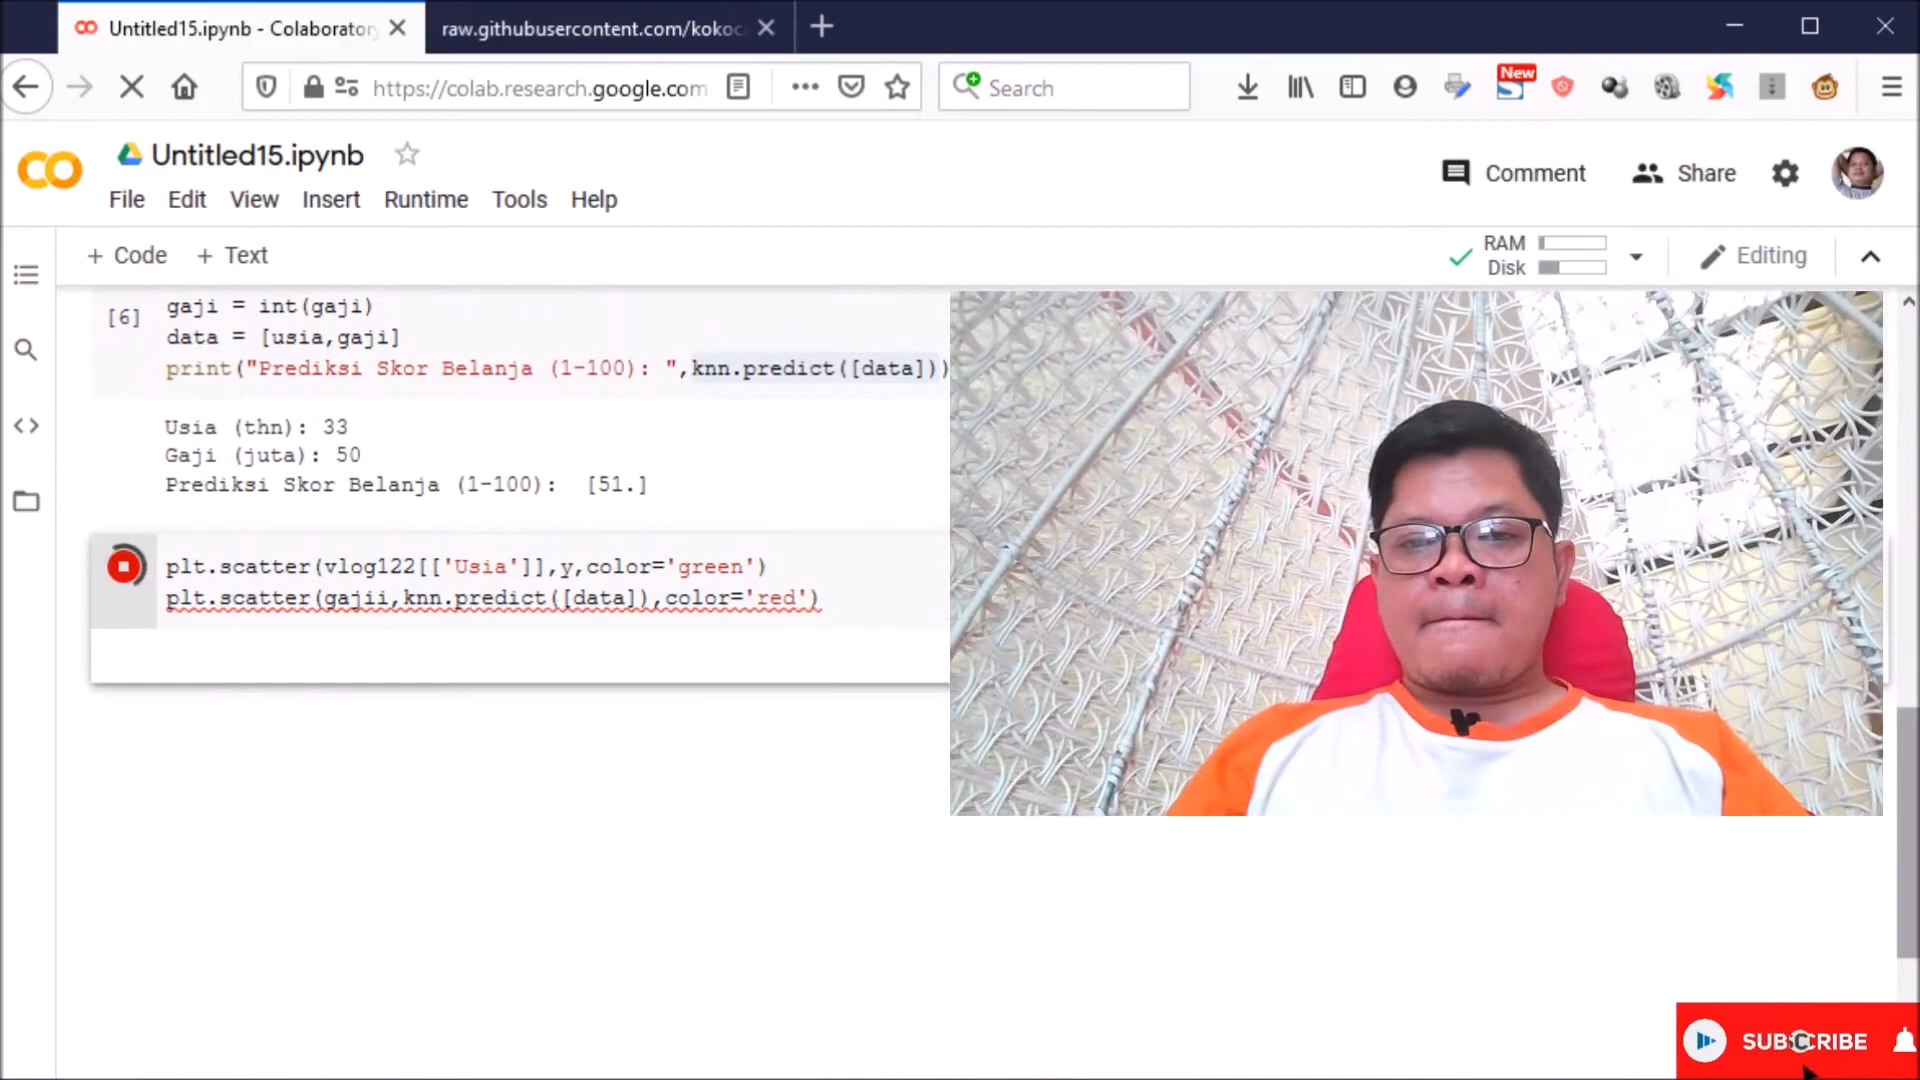 Untitled15.ipynb - Colaborator
raw.githubusercontent.com/kokoc
https://colab.research.google.com
Search
New
Untitled15.ipynb
File Edit View Insert Runtime Tools Help
Comment
Share
+ Code + Text
RAM
Disk
Editing
[6]
gaji = int(gaji)
data = [usia,gaji]
print("Prediksi Skor Belanja (1-100): ",knn.predict([data]))
Usia (thn): 33
Gaji (juta): 50
Prediksi Skor Belanja (1-100):  [51.]
plt.scatter(vlog122[['Usia']],y,color='green')
plt.scatter(gajii,knn.predict([data]),color='red')
SUBSCRIBE